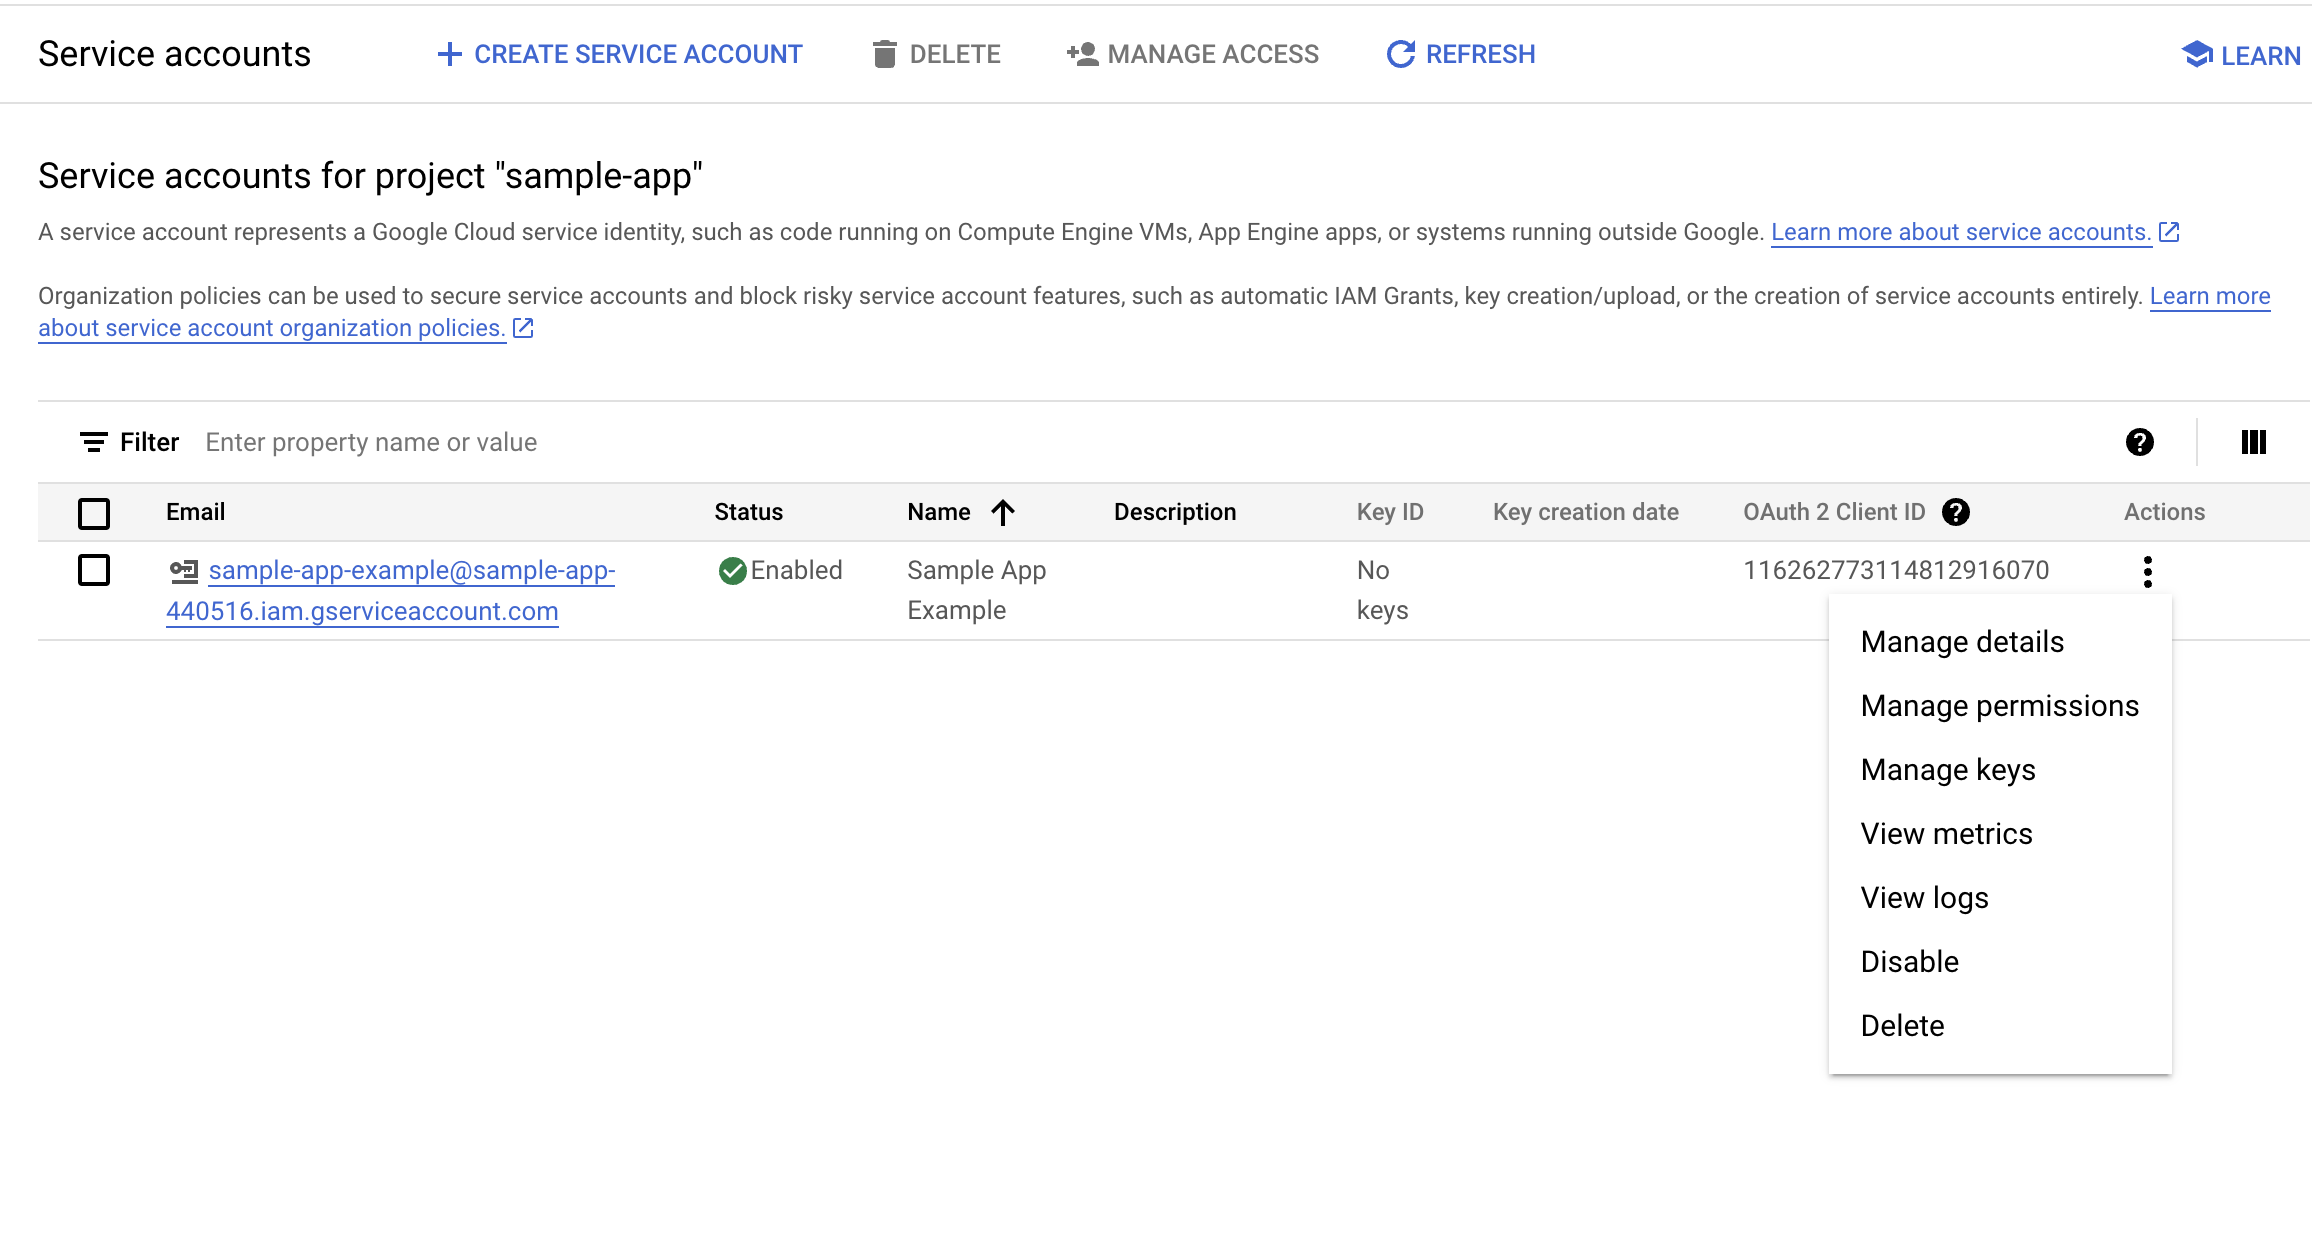 Service accounts
CREATE SERVICE ACCOUNT
DELETE
MANAGE ACCESS
REFRESH
LEARN
Service accounts for project "sample-app"
A service account represents a Google Cloud service identity, such as code running on Compute Engine VMs, App Engine apps, or systems running outside Google. Learn more about service accounts.
Organization policies can be used to secure service accounts and block risky service account features, such as automatic IAM Grants, key creation/upload, or the creation of service accounts entirely. Learn more
about service account organization policies.
Filter Enter property name or value
Email Status Name Description Key ID Key creation date OAuth 2 Client ID Actions
sample-app-example@sample-app- Enabled Sample App No 116262773114812916070
440516.iam.gserviceaccount.com Example keys
Manage details
Manage permissions
Manage keys
View metrics
View logs
Disable
Delete